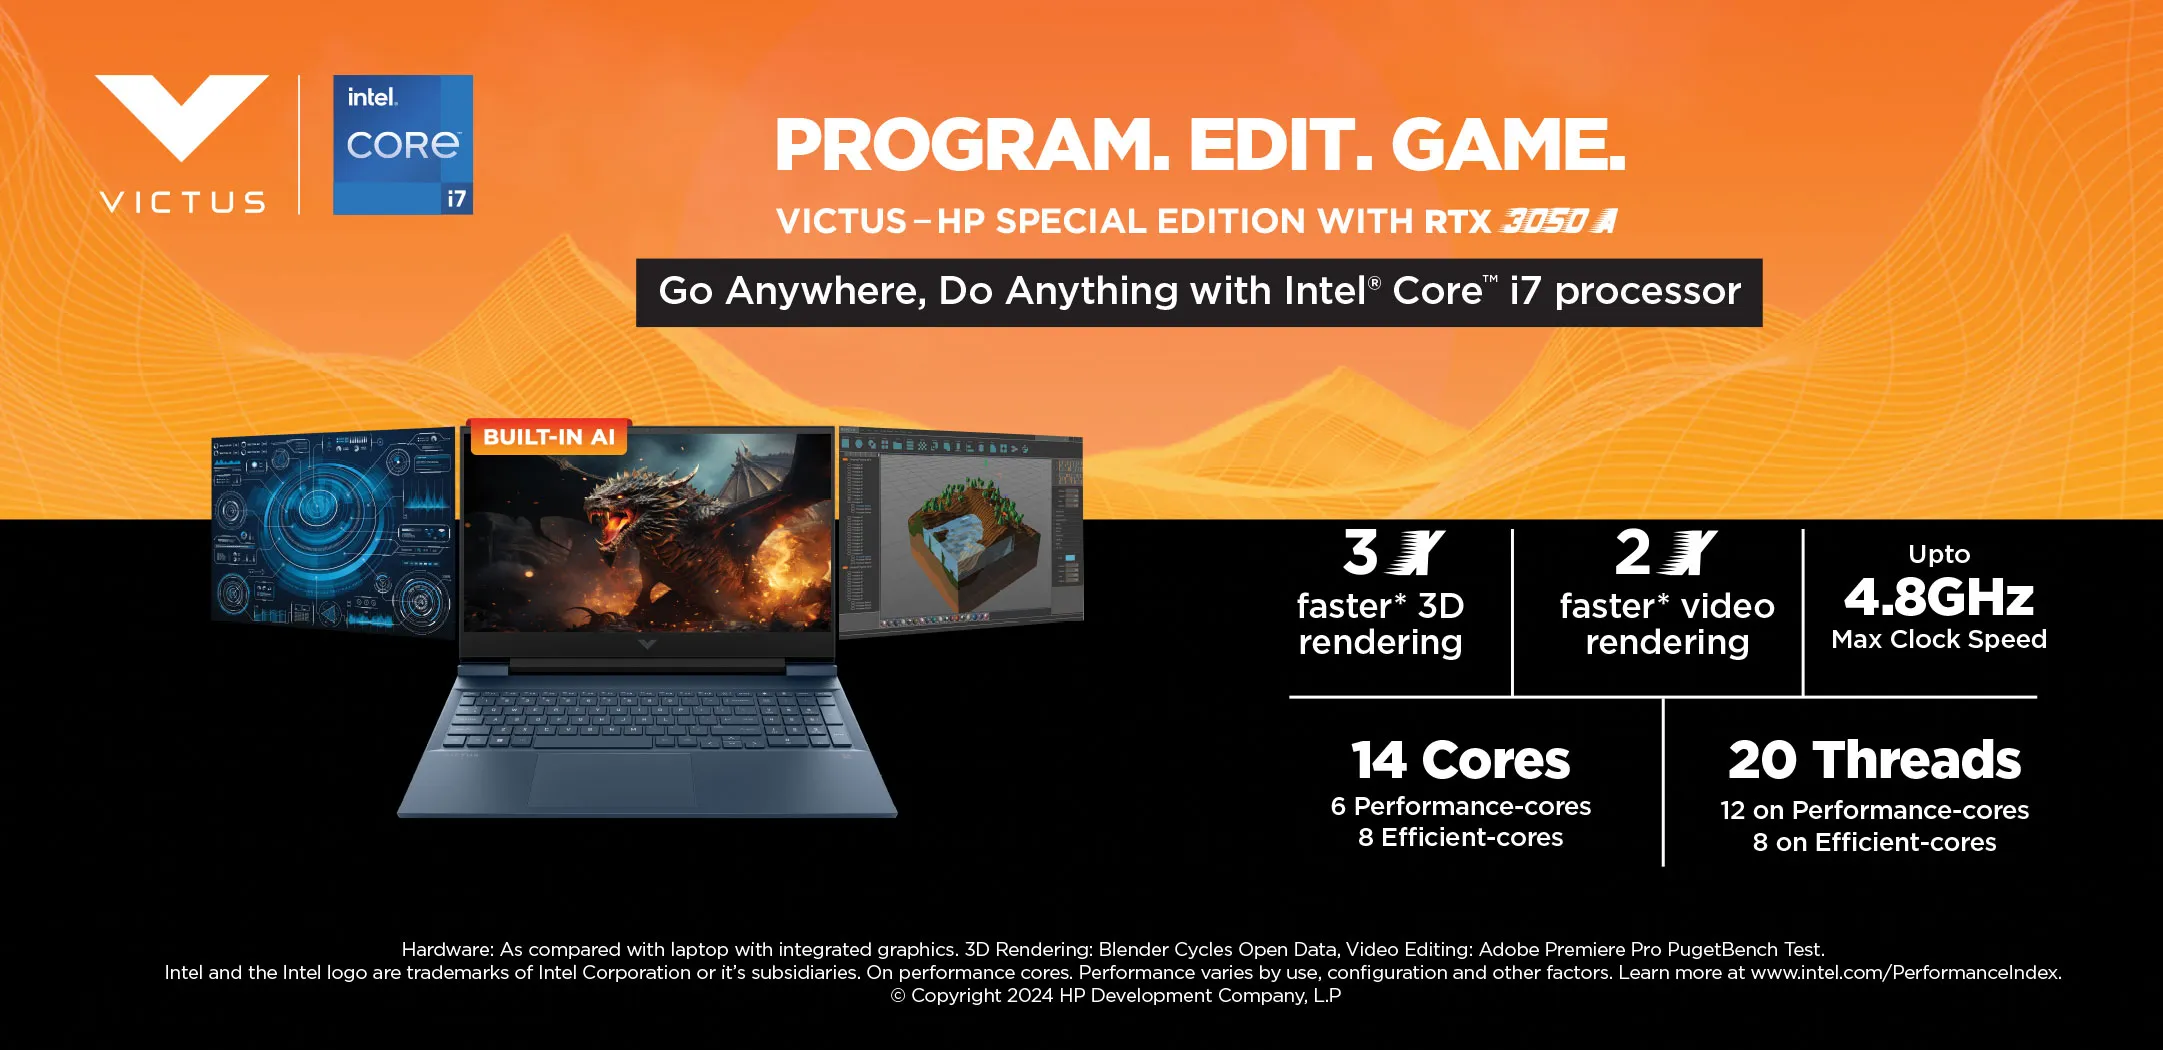 VICTUS
intel.
CORE™
i7
PROGRAM. EDIT. GAME.
VICTUS – HP SPECIAL EDITION WITH RTX 3050 A
Go Anywhere, Do Anything with Intel® Core™ i7 processor
BUILT-IN AI
3X
faster* 3D
rendering
2X
faster* video
rendering
Upto
4.8GHz
Max Clock Speed
14 Cores
6 Performance-cores
8 Efficient-cores
20 Threads
12 on Performance-cores
8 on Efficient-cores
Hardware: As compared with laptop with integrated graphics. 3D Rendering: Blender Cycles Open Data, Video Editing: Adobe Premiere Pro PugetBench Test.
Intel and the Intel logo are trademarks of Intel Corporation or it's subsidiaries. On performance cores. Performance varies by use, configuration and other factors. Learn more at www.intel.com/PerformanceIndex.
© Copyright 2024 HP Development Company, L.P